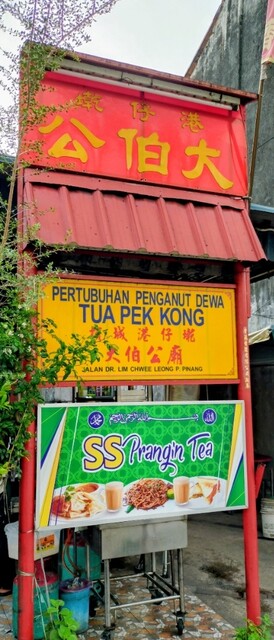 港仔墘
大伯公
PERTUBUHAN PENGANUT DEWA
TUA PEK KONG
城港仔墘
大伯公廟
JALAN DR. LIM CHWEE LEONG P. PINANG
SS Prangin Tea